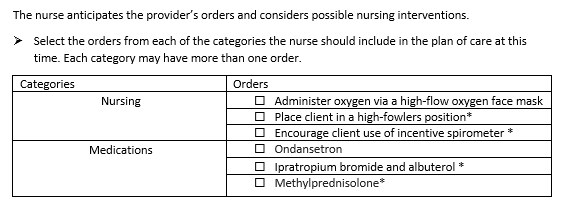 The nurse anticipates the provider's orders and considers possible nursing interventions.
➢ Select the orders from each of the categories the nurse should include in the plan of care at this
time. Each category may have more than one order.
Categories Orders
Nursing
☐ Administer oxygen via a high-flow oxygen face mask
☐ Place client in a high-fowlers position*
☐ Encourage client use of incentive spirometer *
Medications
☐ Ondansetron
☐ Ipratropium bromide and albuterol *
☐ Methylprednisolone*